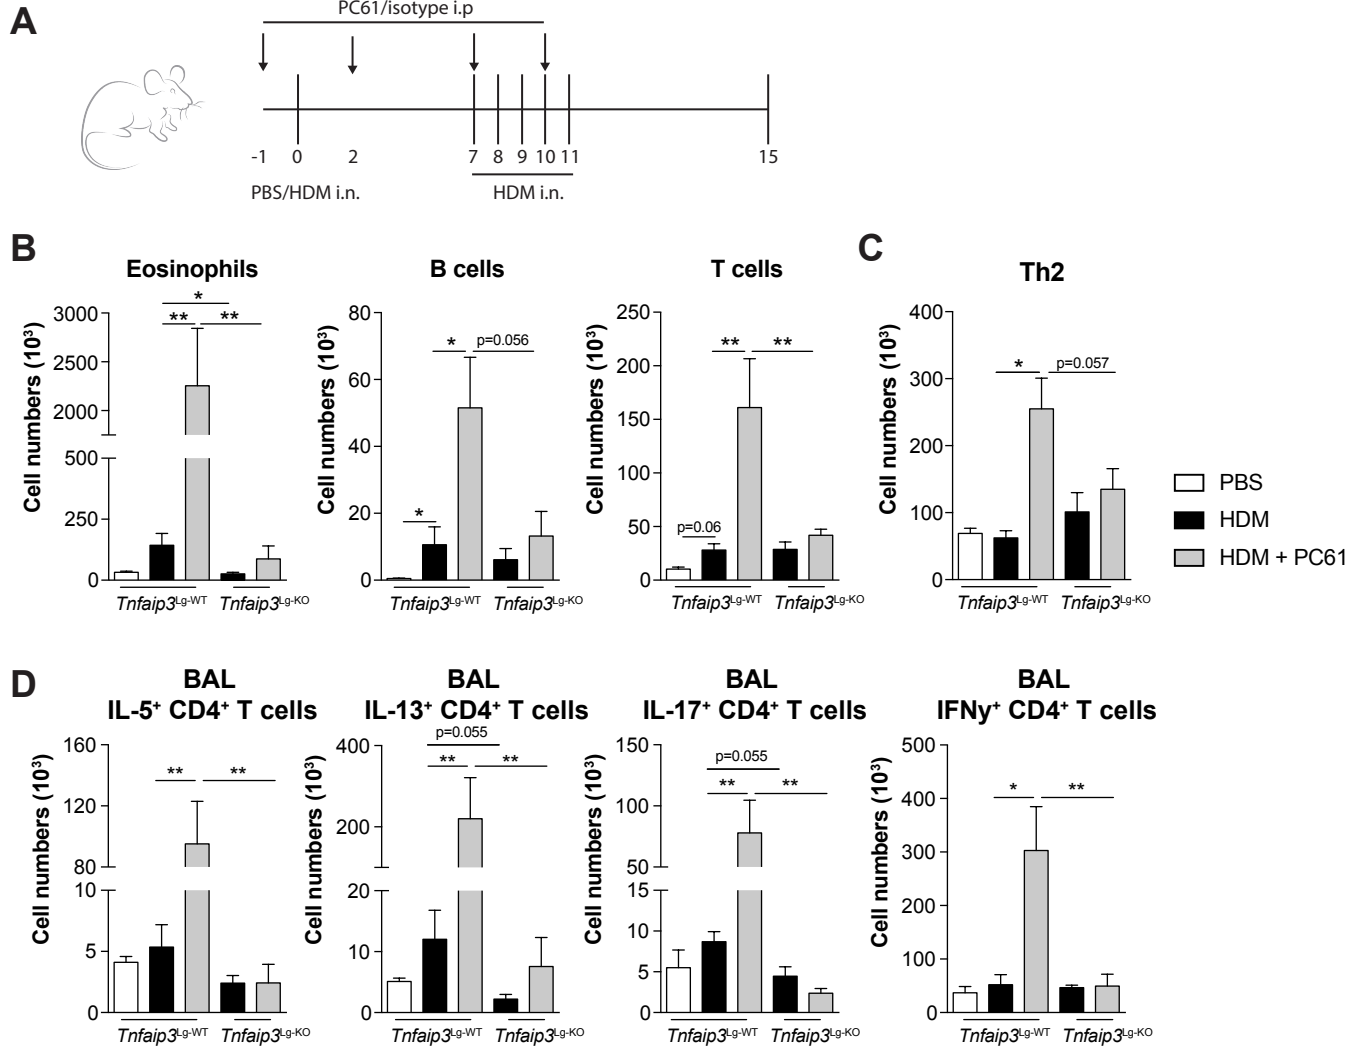 A
PC61/isotype i.p
-1 0 2 7 8 9 10 11 15
PBS/HDM i.n. HDM i.n.
B
Eosinophils
Cell numbers (10³)
3000
2500
2000
500
250
0
*
** **
Tnfaip3Lg-WT Tnfaip3Lg-KO
B cells
Cell numbers (10³)
80
60
40
20
0
* p=0.056
*
Tnfaip3Lg-WT Tnfaip3Lg-KO
T cells
Cell numbers (10³)
250
200
150
100
50
0
** **
p=0.06
Tnfaip3Lg-WT Tnfaip3Lg-KO
C
Th2
Cell numbers (10³)
400
300
200
100
0
* p=0.057
Tnfaip3Lg-WT Tnfaip3Lg-KO
PBS
HDM
HDM + PC61
D
BAL
IL-5⁺ CD4⁺ T cells
Cell numbers (10³)
160
120
80
10
5
0
** **
Tnfaip3Lg-WT Tnfaip3Lg-KO
BAL
IL-13⁺ CD4⁺ T cells
Cell numbers (10³)
400
200
20
10
0
p=0.055
** **
Tnfaip3Lg-WT Tnfaip3Lg-KO
BAL
IL-17⁺ CD4⁺ T cells
Cell numbers (10³)
150
100
50
15
10
5
0
p=0.055
** **
Tnfaip3Lg-WT Tnfaip3Lg-KO
BAL
IFNy⁺ CD4⁺ T cells
Cell numbers (10³)
500
400
300
200
100
0
* **
Tnfaip3Lg-WT Tnfaip3Lg-KO